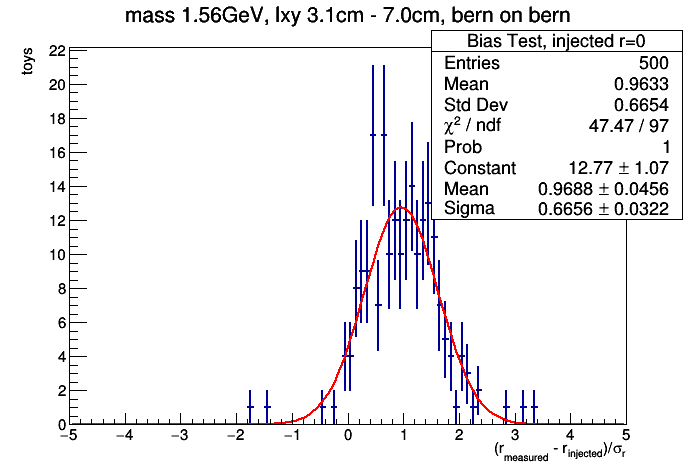 mass 1.56GeV, lxy 3.1cm - 7.0cm, bern on bern
Bias Test, injected r=0
Entries 500
Mean 0.9633
Std Dev 0.6654
χ² / ndf 47.47 / 97
Prob 1
Constant 12.77 ± 1.07
Mean 0.9688 ± 0.0456
Sigma 0.6656 ± 0.0322
toys
22
20
18
16
14
12
10
8
6
4
2
0
−5 −4 −3 −2 −1 0 1 2 3 4 5
(r_measured - r_injected)/σ_r